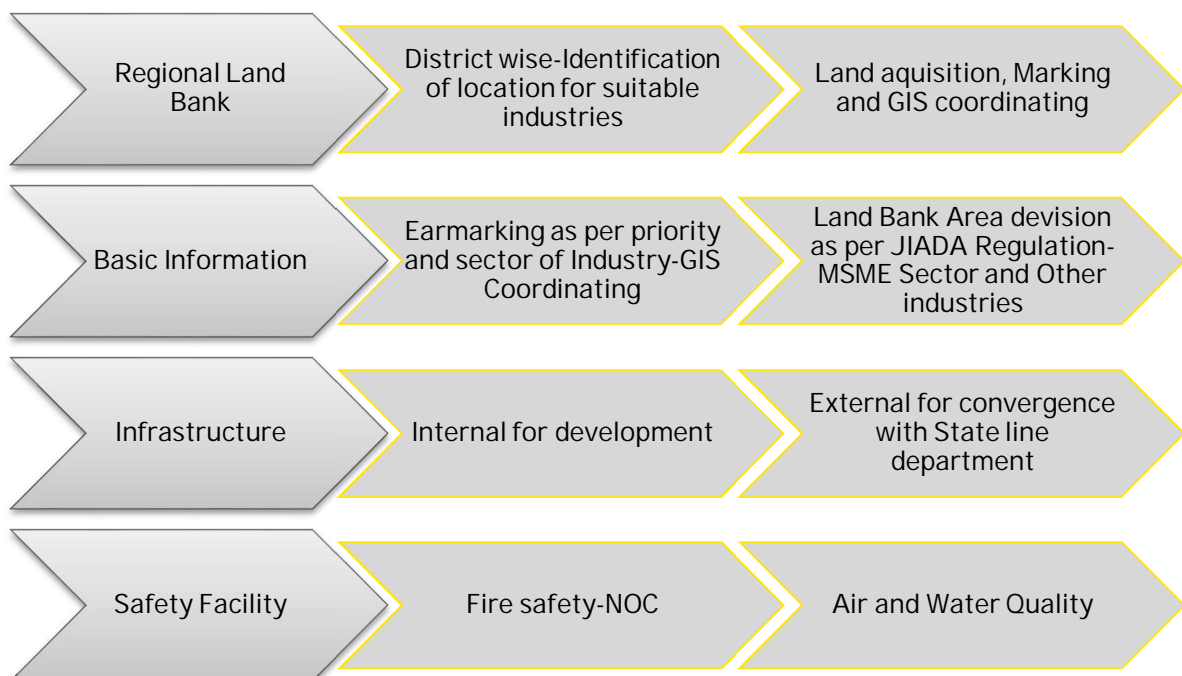 Regional Land
Bank
District wise-Identification
of location for suitable
industries
Land aquisition, Marking
and GIS coordinating
Basic Information
Earmarking as per priority
and sector of Industry-GIS
Coordinating
Land Bank Area devision
as per JIADA Regulation-
MSME Sector and Other
industries
Infrastructure
Internal for development
External for convergence
with State line
department
Safety Facility
Fire safety-NOC
Air and Water Quality